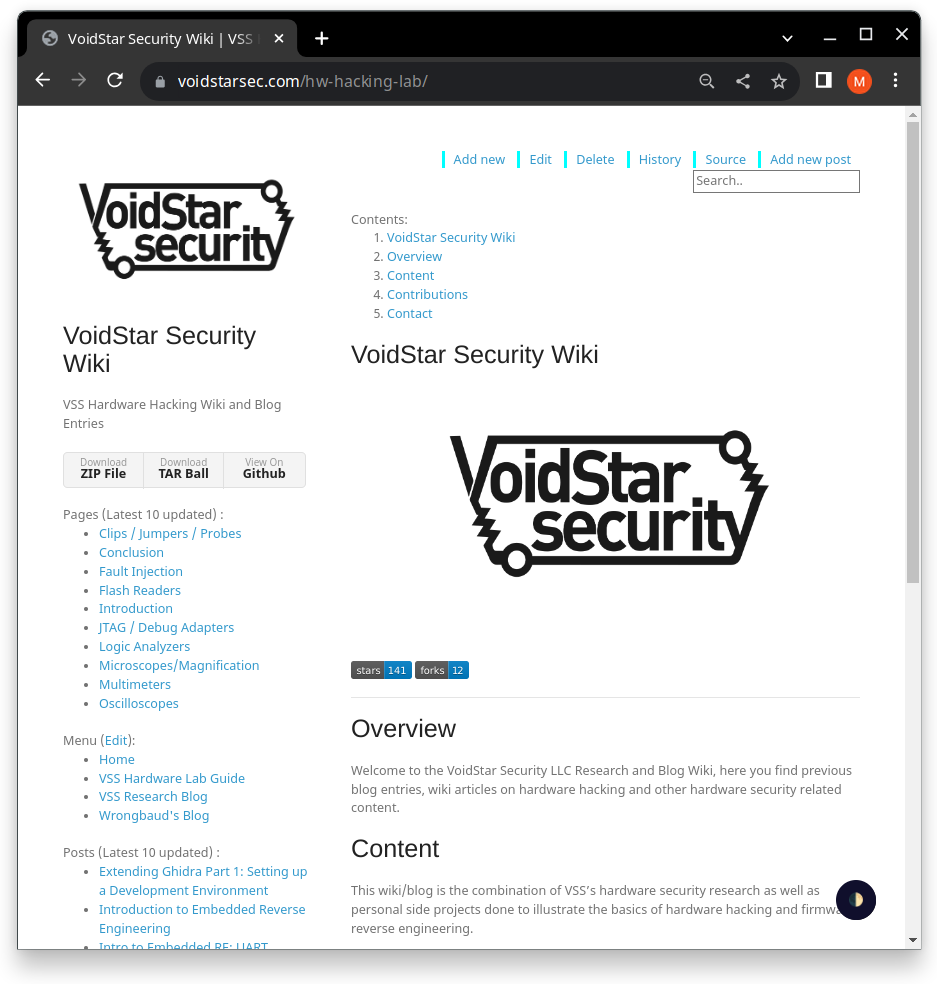 VoidStar Security Wiki | VSS
voidstarsec.com/hw-hacking-lab/
M
Add new Edit Delete History Source Add new post
Search..
VoidStar
security
VoidStar Security
Wiki
VSS Hardware Hacking Wiki and Blog
Entries
Download Download View On
ZIP File TAR Ball Github
Pages (Latest 10 updated) :
• Clips / Jumpers / Probes
• Conclusion
• Fault Injection
• Flash Readers
• Introduction
• JTAG / Debug Adapters
• Logic Analyzers
• Microscopes/Magnification
• Multimeters
• Oscilloscopes
Menu (Edit):
• Home
• VSS Hardware Lab Guide
• VSS Research Blog
• Wrongbaud's Blog
Posts (Latest 10 updated) :
• Extending Ghidra Part 1: Setting up
a Development Environment
• Introduction to Embedded Reverse
Engineering
• Intro to Embedded RE: UART
Contents:
1. VoidStar Security Wiki
2. Overview
3. Content
4. Contributions
5. Contact
VoidStar Security Wiki
VoidStar
security
stars 141 forks 12
Overview
Welcome to the VoidStar Security LLC Research and Blog Wiki, here you find previous
blog entries, wiki articles on hardware hacking and other hardware security related
content.
Content
This wiki/blog is the combination of VSS’s hardware security research as well as
personal side projects done to illustrate the basics of hardware hacking and firmwa
reverse engineering.